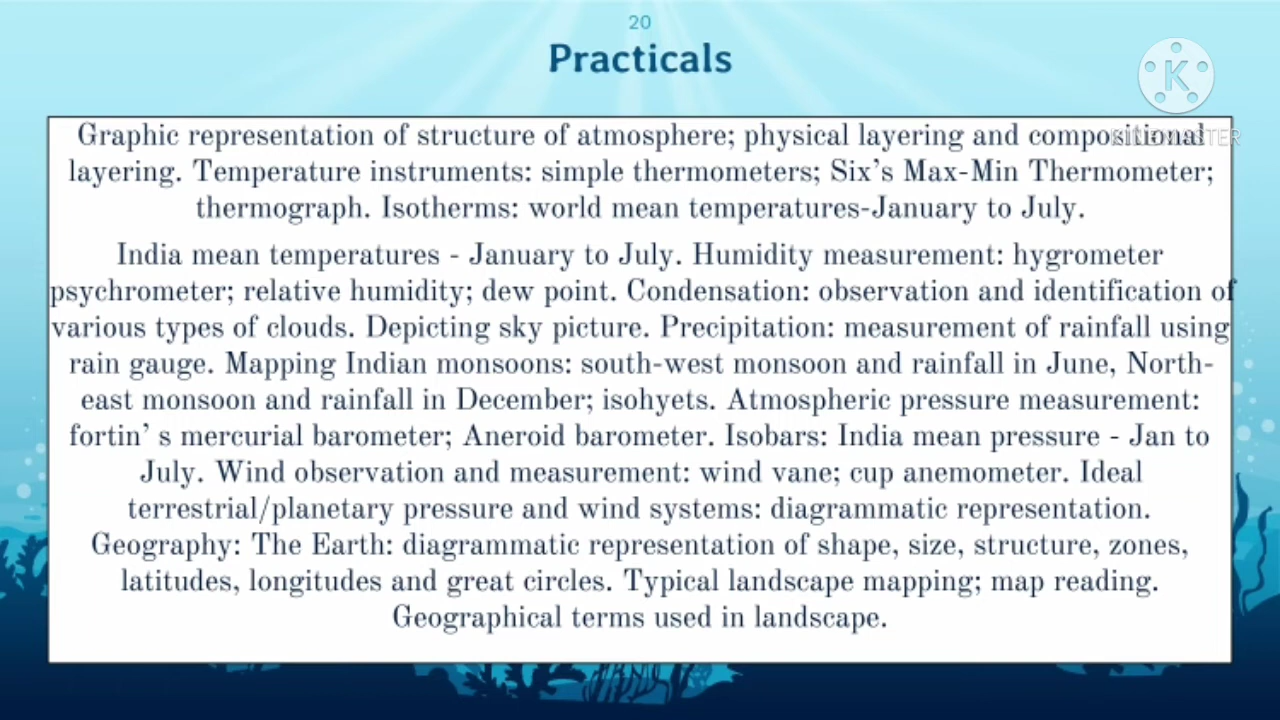 20
Practicals
K
KINEMASTER
Graphic representation of structure of atmosphere; physical layering and compositional
layering. Temperature instruments: simple thermometers; Six's Max-Min Thermometer;
thermograph. Isotherms: world mean temperatures-January to July.
India mean temperatures - January to July. Humidity measurement: hygrometer
psychrometer; relative humidity; dew point. Condensation: observation and identification of
various types of clouds. Depicting sky picture. Precipitation: measurement of rainfall using
rain gauge. Mapping Indian monsoons: south-west monsoon and rainfall in June, North-
east monsoon and rainfall in December; isohyets. Atmospheric pressure measurement:
fortin' s mercurial barometer; Aneroid barometer. Isobars: India mean pressure - Jan to
July. Wind observation and measurement: wind vane; cup anemometer. Ideal
terrestrial/planetary pressure and wind systems: diagrammatic representation.
Geography: The Earth: diagrammatic representation of shape, size, structure, zones,
latitudes, longitudes and great circles. Typical landscape mapping; map reading.
Geographical terms used in landscape.